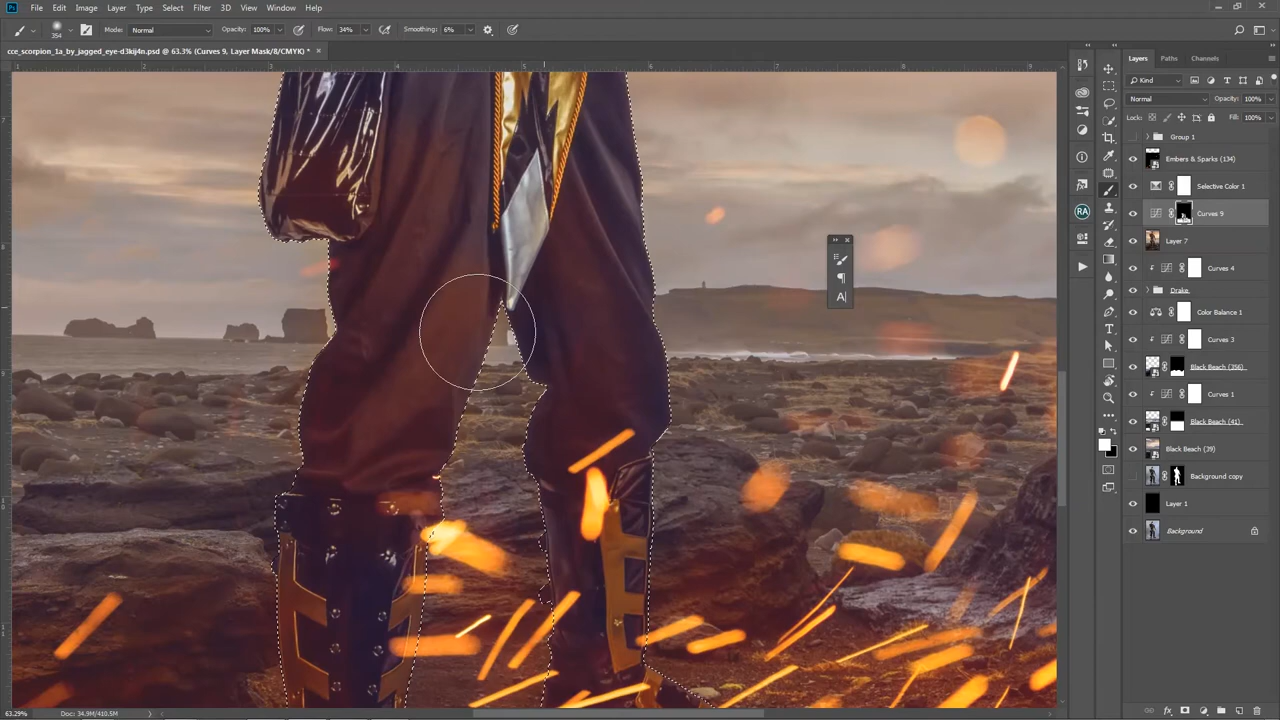 Ps File Edit Image Layer Type Select Filter 3D View Window Help
354 Mode: Normal Opacity: 100% Flow: 34% Smoothing: 6%
cce_scorpion_1a_by_jagged_eye-d3kij4n.psd @ 63.3% (Curves 9, Layer Mask/8/CMYK) *
Layers Paths Channels
Kind
Normal Opacity: 100%
Lock: Fill: 100%
Group 1
Embers & Sparks (134)
Selective Color 1
Curves 9
Layer 7
Curves 4
Drake
Color Balance 1
Curves 3
Black Beach (356)
Curves 1
Black Beach (41)
Black Beach (39)
Background copy
Layer 1
Background
RA
63.29% Doc: 34.9M/410.5M